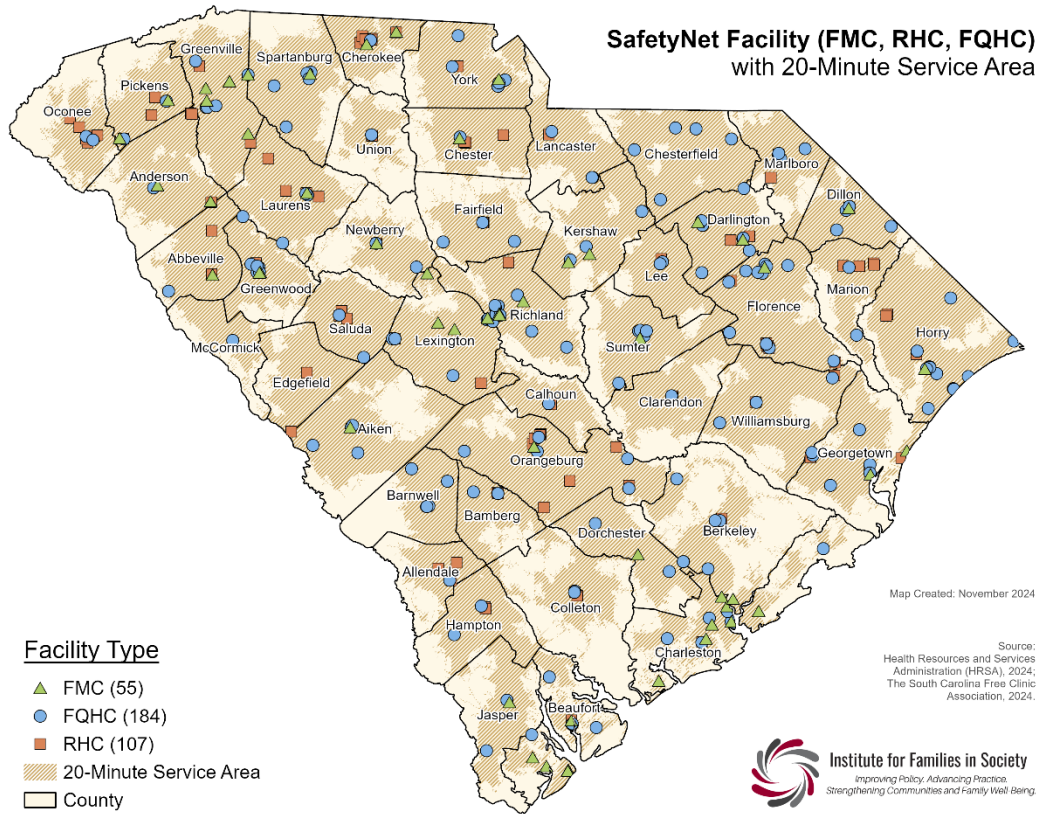 SafetyNet Facility (FMC, RHC, FQHC)
with 20-Minute Service Area
Cherokee
Greenville
Spartanburg
York
Pickens
Oconee
Union
Chester
Lancaster
Chesterfield
Marlboro
Anderson
Dillon
Laurens
Fairfield
Darlington
Newberry
Kershaw
Abbeville
Lee
Greenwood
Marion
Florence
Richland
Saluda
Horry
Lexington
McCormick
Sumter
Edgefield
Calhoun
Clarendon
Williamsburg
Aiken
Georgetown
Orangeburg
Barnwell
Bamberg
Dorchester
Berkeley
Allendale
Colleton
Hampton
Charleston
Beaufort
Jasper
Map Created: November 2024
Source:
Health Resources and Services
Administration (HRSA), 2024;
The South Carolina Free Clinic
Association, 2024.
Facility Type
FMC (55)
FQHC (184)
RHC (107)
20-Minute Service Area
County
Institute for Families in Society
Improving Policy. Advancing Practice.
Strengthening Communities and Family Well-Being.